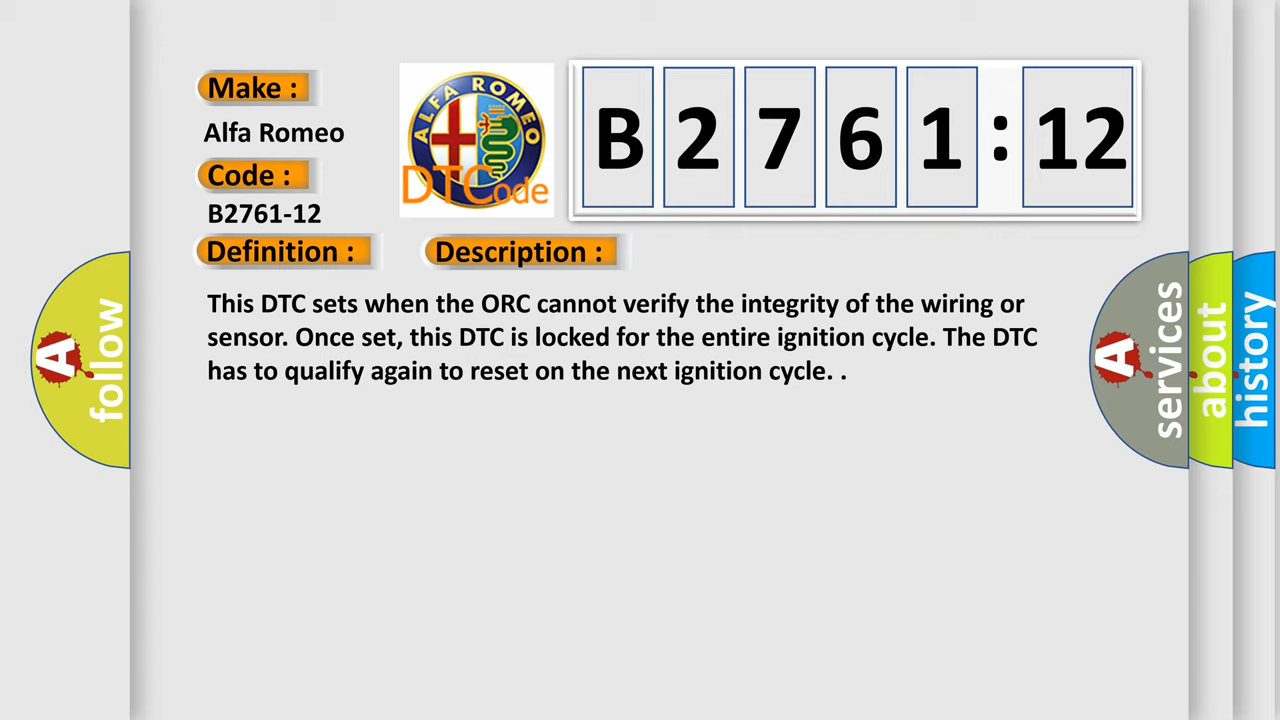 Make :
Alfa Romeo
Code :
B2761-12
ALFA ROMEO
DTCode
B 2 7 6 1 : 12
Definition :
Description :
This DTC sets when the ORC cannot verify the integrity of the wiring or
sensor. Once set, this DTC is locked for the entire ignition cycle. The DTC
has to qualify again to reset on the next ignition cycle. .
A
follow
A
services
about
history